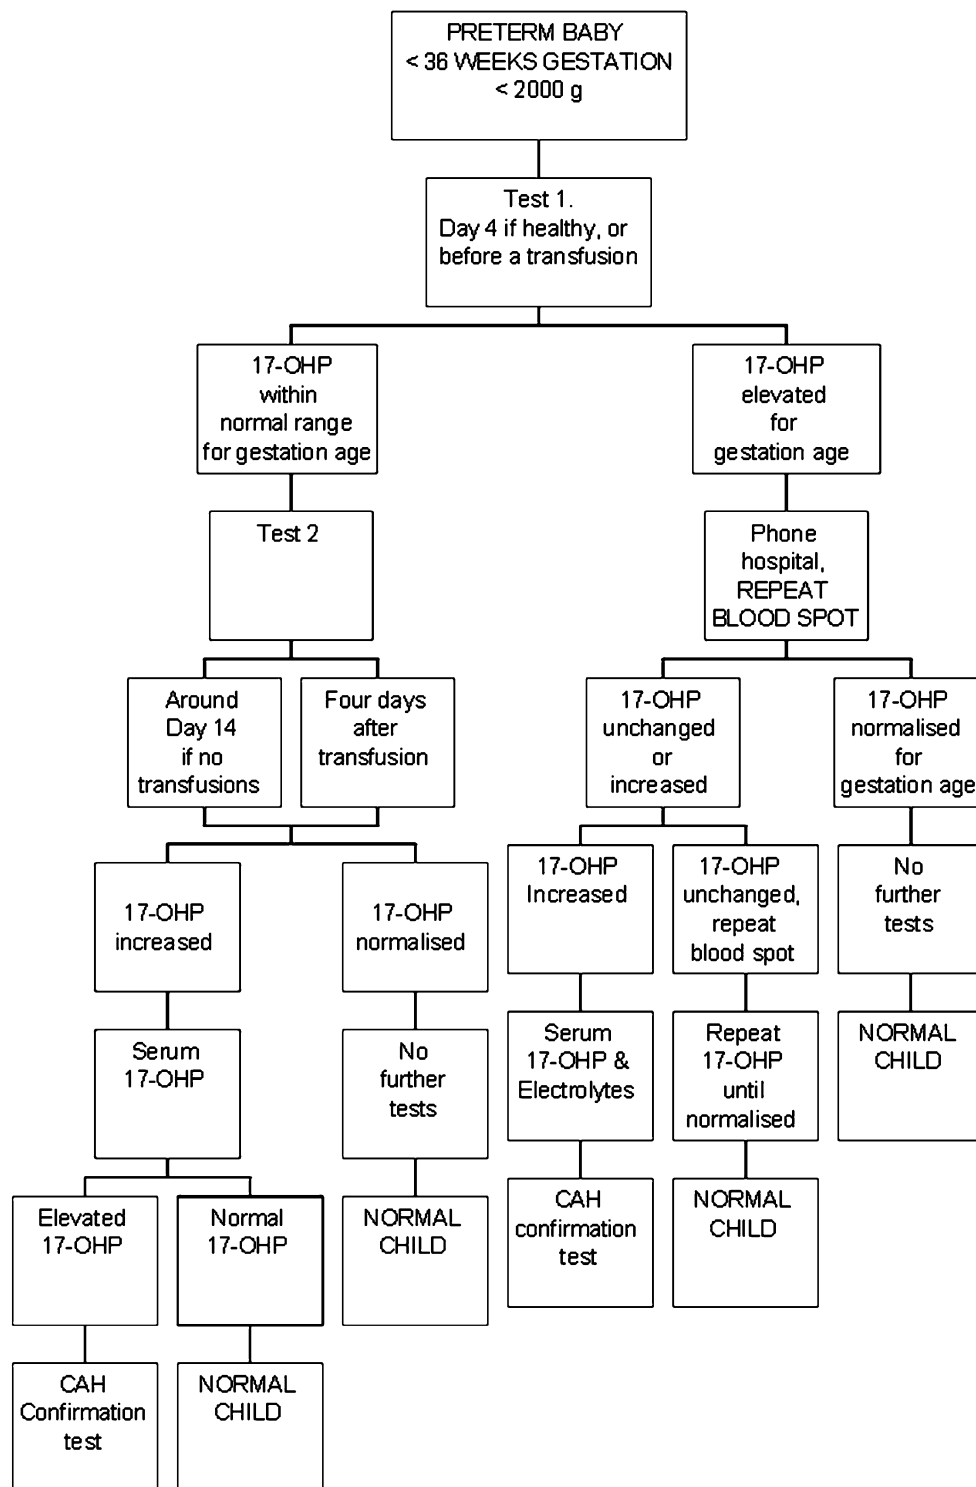 PRETERM BABY
< 36 WEEKS GESTATION
< 2000 g
Test 1.
Day 4 if healthy, or
before a transfusion
17-OHP
within
normal range
for gestation age
17-OHP
elevated
for
gestation age
Test 2
Phone
hospital,
REPEAT
BLOOD SPOT
Around
Day 14
if no
transfusions
Four days
after
transfusion
17-OHP
unchanged
or
increased
17-OHP
normalised
for
gestation age
17-OHP
increased
17-OHP
normalised
17-OHP
Increased
17-OHP
unchanged,
repeat
blood spot
No
further
tests
Serum
17-OHP
No
further
tests
Serum
17-OHP &
Electrolytes
Repeat
17-OHP
until
normalised
NORMAL
CHILD
Elevated
17-OHP
Normal
17-OHP
NORMAL
CHILD
CAH
confirmation
test
NORMAL
CHILD
CAH
Confirmation
test
NORMAL
CHILD